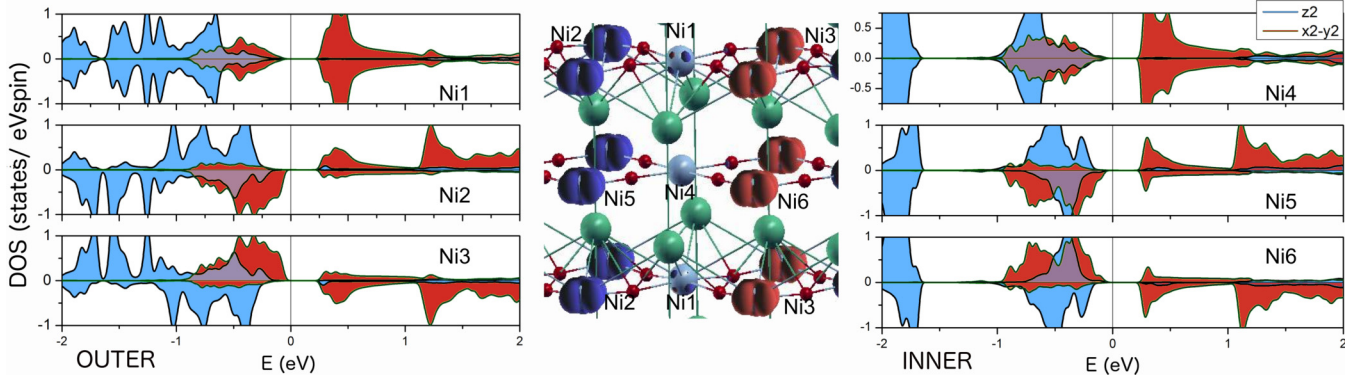 DOS (states/ eVspin)
1
0
-1
Ni1
1
0
-1
Ni2
1
0
-1
Ni3
-2
-1
0
1
2
OUTER
E (eV)
Ni2
Ni1
Ni3
Ni5
Ni4
Ni6
Ni2
Ni1
Ni3
z2
x2-y2
0.5
0.0
-0.5
Ni4
1
0
-1
Ni5
1
0
-1
Ni6
-2
-1
0
1
2
INNER
E (eV)